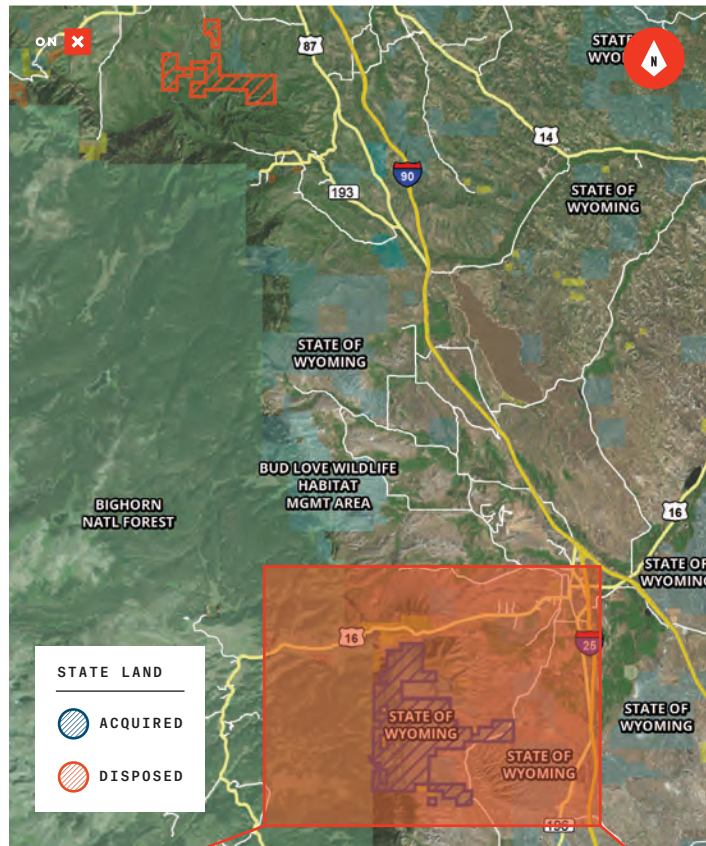 ON X
N
87
STATE
WYO
14
90
193
STATE OF
WYOMING
STATE OF
WYOMING
BUD LOVE WILDLIFE
HABITAT
MGMT AREA
BIGHORN
NATL FOREST
16
STATE OF
WYOMING
16
25
STATE LAND
ACQUIRED
DISPOSED
STATE OF
WYOMING
STATE OF
WYOMING
STATE OF
WYOMING
196